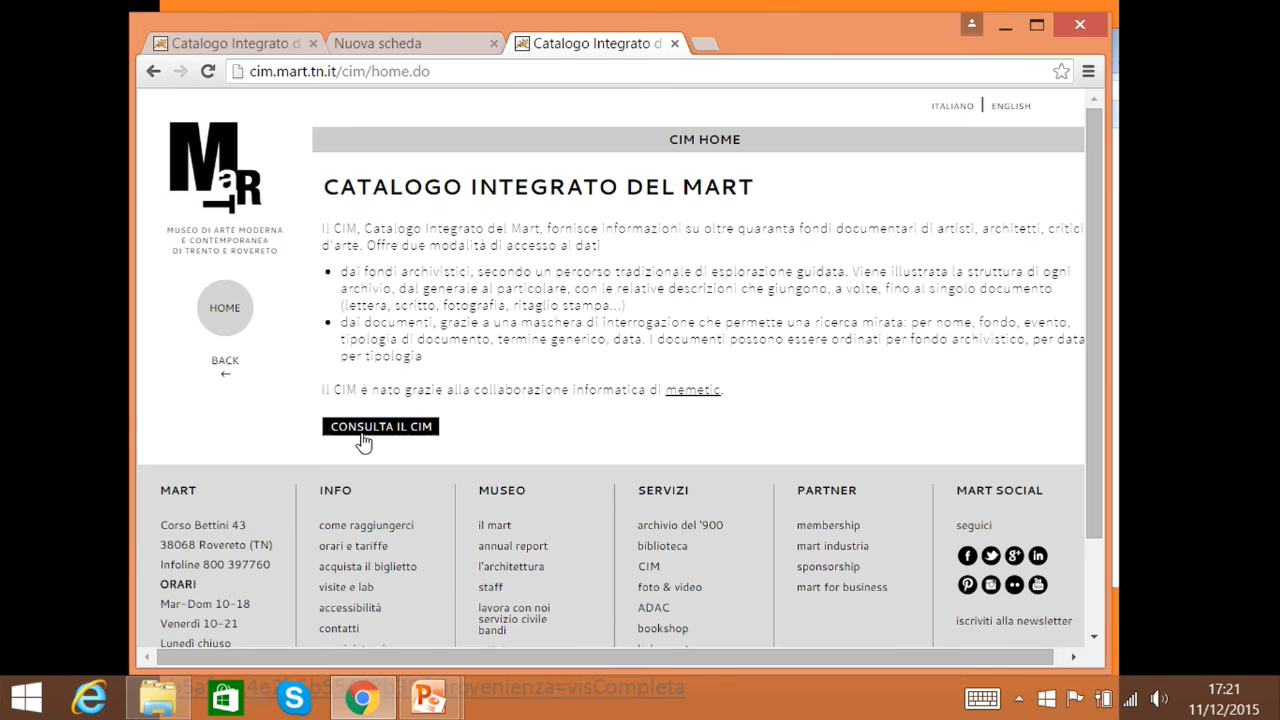 Catalogo Integrato d
Nuova scheda
Catalogo Integrato d
cim.mart.tn.it/cim/home.do
ITALIANO | ENGLISH
MaRT
MUSEO DI ARTE MODERNA
E CONTEMPORANEA
DI TRENTO E ROVERETO
HOME
BACK
CIM HOME
CATALOGO INTEGRATO DEL MART
Il CIM, Catalogo Integrato del Mart, fornisce informazioni su oltre quaranta fondi documentari di artisti, architetti, critici
d'arte. Offre due modalità di accesso ai dati
dai fondi archivistici, secondo un percorso tradizionale di esplorazione guidata. Viene illustrata la struttura di ogni
archivio, dal generale al particolare, con le relative descrizioni che giungono, a volte, fino al singolo documento
(lettera, scritto, fotografia, ritaglio stampa...)
dai documenti, grazie a una maschera di interrogazione che permette una ricerca mirata: per nome, fondo, evento,
tipologia di documento, termine generico, data. I documenti possono essere ordinati per fondo archivistico, per data
per tipologia
Il CIM è nato grazie alla collaborazione informatica di memetic.
CONSULTA IL CIM
MART
Corso Bettini 43
38068 Rovereto (TN)
Infoline 800 397760
ORARI
Mar-Dom 10-18
Venerdì 10-21
Lunedì chiuso
INFO
come raggiungerci
orari e tariffe
acquista il biglietto
visite e lab
accessibilità
contatti
MUSEO
il mart
annual report
l'architettura
staff
lavora con noi
servizio civile
bandi
SERVIZI
archivio del '900
biblioteca
CIM
foto & video
ADAC
bookshop
PARTNER
membership
mart industria
sponsorship
mart for business
MART SOCIAL
seguici
iscriviti alla newsletter
provenienza=visCompleta
17:21
11/12/2015